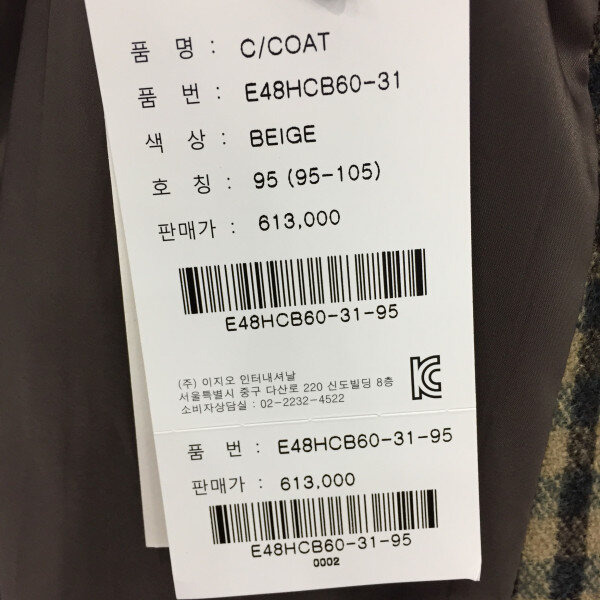 품 명 : C/COAT
품 번 : E48HCB60-31
색 상 : BEIGE
호 칭 : 95 (95-105)
판매가 : 613,000
E48HCB60-31-95
(주) 이지오 인터내셔날
서울특별시 중구 다산로 220 신도빌딩 8층
소비자상담실 : 02-2232-4522
품 번 : E48HCB60-31-95
판매가 : 613,000
E48HCB60-31-95
0002